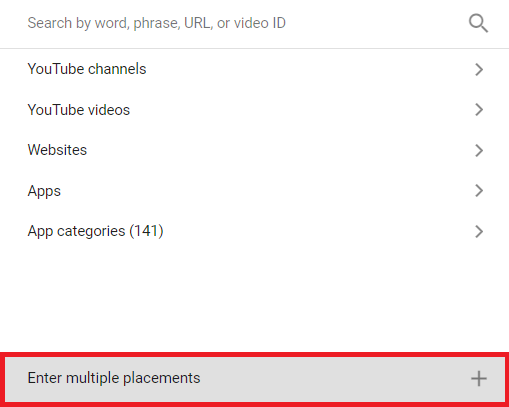 Search by word, phrase, URL, or video ID
YouTube channels
YouTube videos
Websites
Apps
App categories (141)
Enter multiple placements